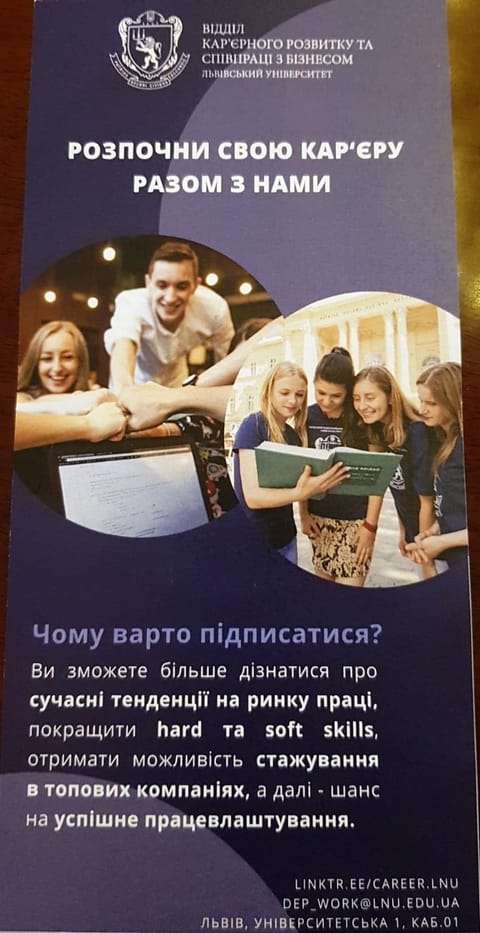 ВІДДІЛ
КАР'ЄРНОГО РОЗВИТКУ ТА
СПІВПРАЦІ З БІЗНЕСОМ
ЛЬВІВСЬКИЙ УНІВЕРСИТЕТ
РОЗПОЧНИ СВОЮ КАР‘ЄРУ
РАЗОМ З НАМИ
Чому варто підписатися?
Ви зможете більше дізнатися про
сучасні тенденції на ринку праці,
покращити hard та soft skills,
отримати можливість стажування
в топових компаніях, а далі - шанс
на успішне працевлаштування.
LINKTR.EE/CAREER.LNU
DEP_WORK@LNU.EDU.UA
ЛЬВІВ, УНІВЕРСИТЕТСЬКА 1, КАБ.01